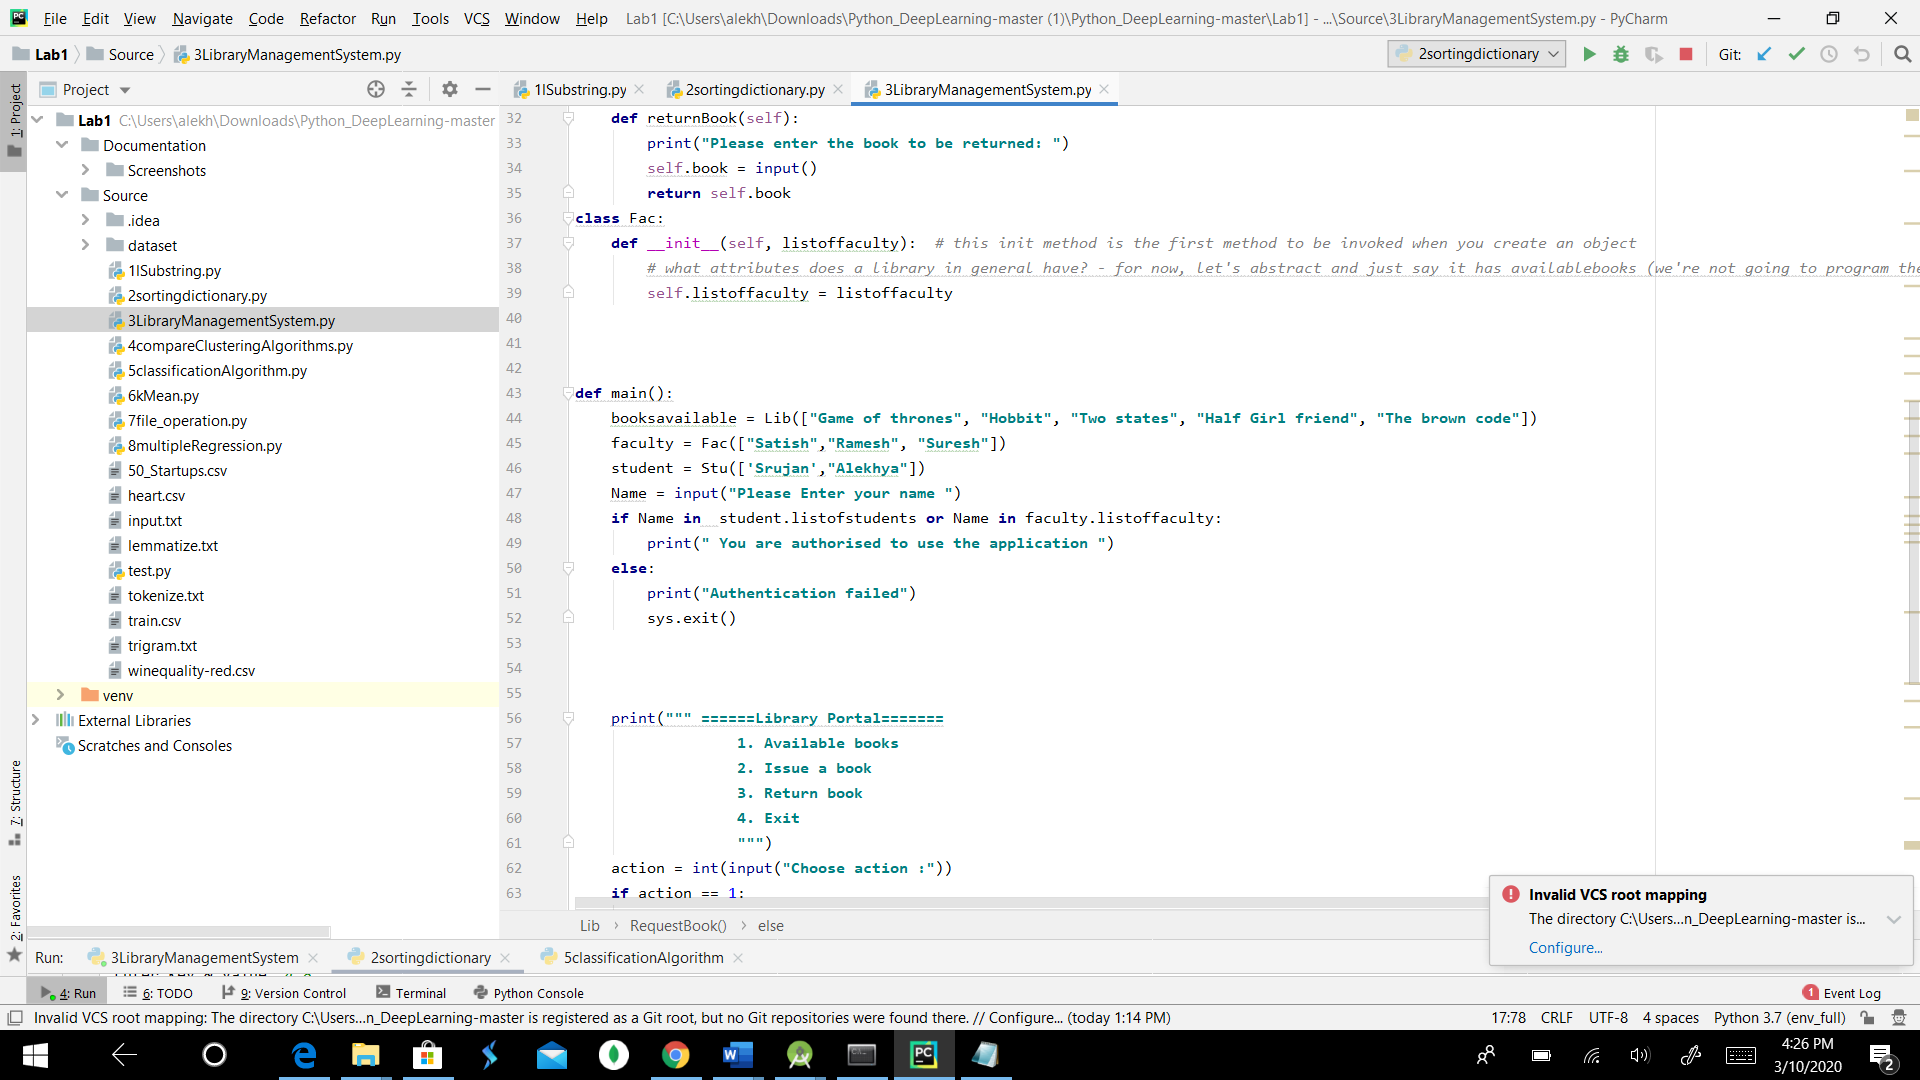 File Edit View Navigate Code Refactor Run Tools VCS Window Help Lab1 [C:\Users\alekh\Downloads\Python_DeepLearning-master (1)\Python_DeepLearning-master\Lab1] - ...\Source\3LibraryManagementSystem.py - PyCharm
Lab1 Source 3LibraryManagementSystem.py 2sortingdictionary Git:
1: Project
Project
1ISubstring.py 2sortingdictionary.py 3LibraryManagementSystem.py
Lab1 C:\Users\alekh\Downloads\Python_DeepLearning-master
Documentation
Screenshots
Source
.idea
dataset
1ISubstring.py
2sortingdictionary.py
3LibraryManagementSystem.py
4compareClusteringAlgorithms.py
5classificationAlgorithm.py
6kMean.py
7file_operation.py
8multipleRegression.py
50_Startups.csv
heart.csv
input.txt
lemmatize.txt
test.py
tokenize.txt
train.csv
trigram.txt
winequality-red.csv
venv
External Libraries
Scratches and Consoles
7: Structure
2: Favorites
32 def returnBook(self):
33 print("Please enter the book to be returned: ")
34 self.book = input()
35 return self.book
36 class Fac:
37 def __init__(self, listoffaculty): # this init method is the first method to be invoked when you create an object
38 # what attributes does a library in general have? - for now, let's abstract and just say it has availablebooks (we're not going to program the
39 self.listoffaculty = listoffaculty
40
41
42
43 def main():
44 booksavailable = Lib(["Game of thrones", "Hobbit", "Two states", "Half Girl friend", "The brown code"])
45 faculty = Fac(["Satish","Ramesh", "Suresh"])
46 student = Stu(['Srujan',"Alekhya"])
47 Name = input("Please Enter your name ")
48 if Name in student.listofstudents or Name in faculty.listoffaculty:
49 print(" You are authorised to use the application ")
50 else:
51 print("Authentication failed")
52 sys.exit()
53
54
55
56 print(""" ======Library Portal=======
57 1. Available books
58 2. Issue a book
59 3. Return book
60 4. Exit
61 """)
62 action = int(input("Choose action :"))
63 if action == 1:
Lib RequestBook() else
Invalid VCS root mapping
The directory C:\Users...n_DeepLearning-master is...
Configure...
Run: 3LibraryManagementSystem 2sortingdictionary 5classificationAlgorithm
4: Run 6: TODO 9: Version Control Terminal Python Console 1 Event Log
Invalid VCS root mapping: The directory C:\Users...n_DeepLearning-master is registered as a Git root, but no Git repositories were found there. // Configure... (today 1:14 PM) 17:78 CRLF UTF-8 4 spaces Python 3.7 (env_full)
4:26 PM
3/10/2020
2